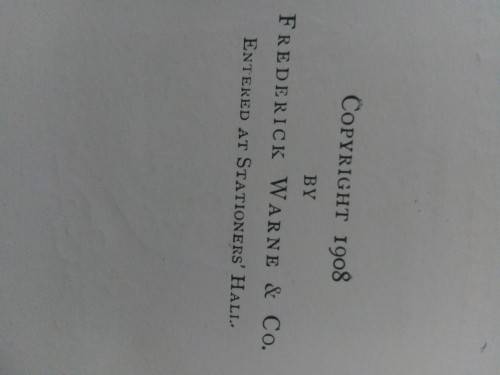 COPYRIGHT 1908
BY
FREDERICK WARNE & CO.
ENTERED AT STATIONERS' HALL.